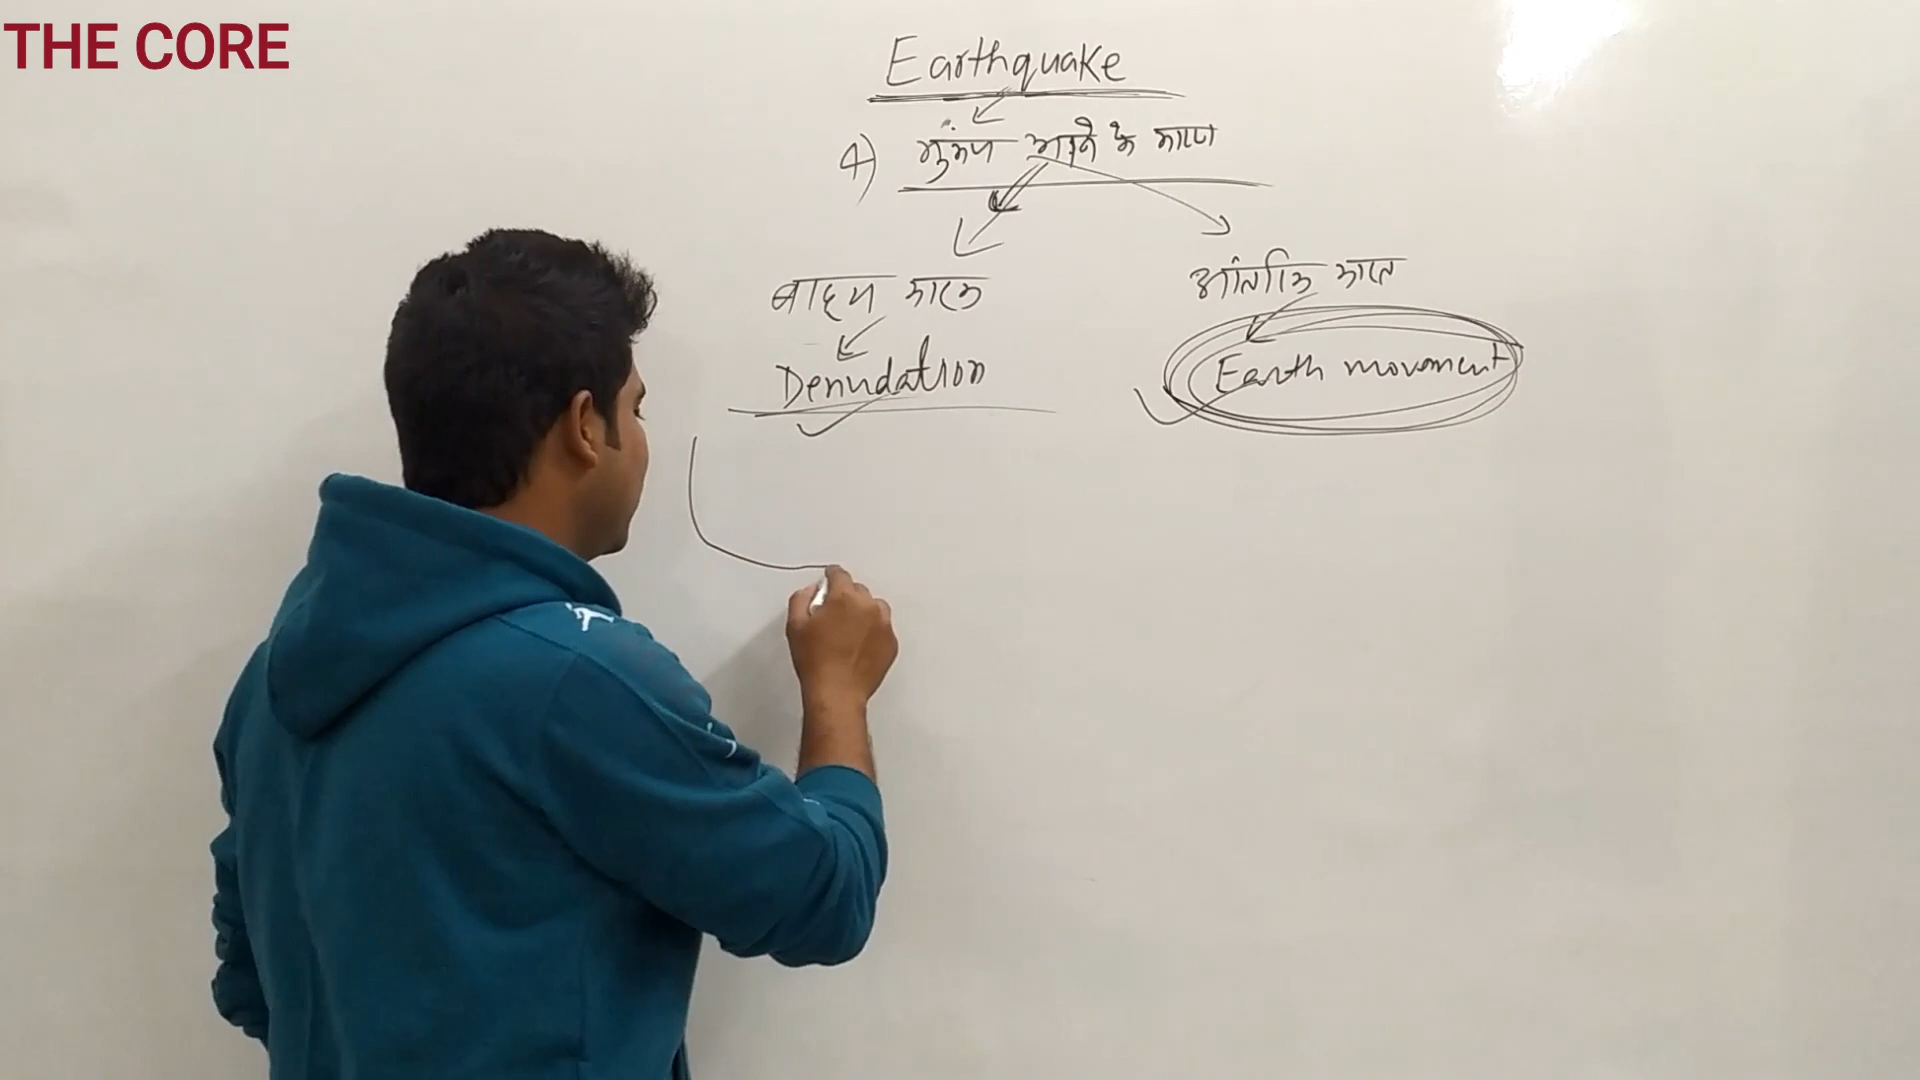 THE CORE
Earthquake
4) भूकंप आने के कारण
बाह्य कारक
आंतरिक कारक
Denudation
Earth movement